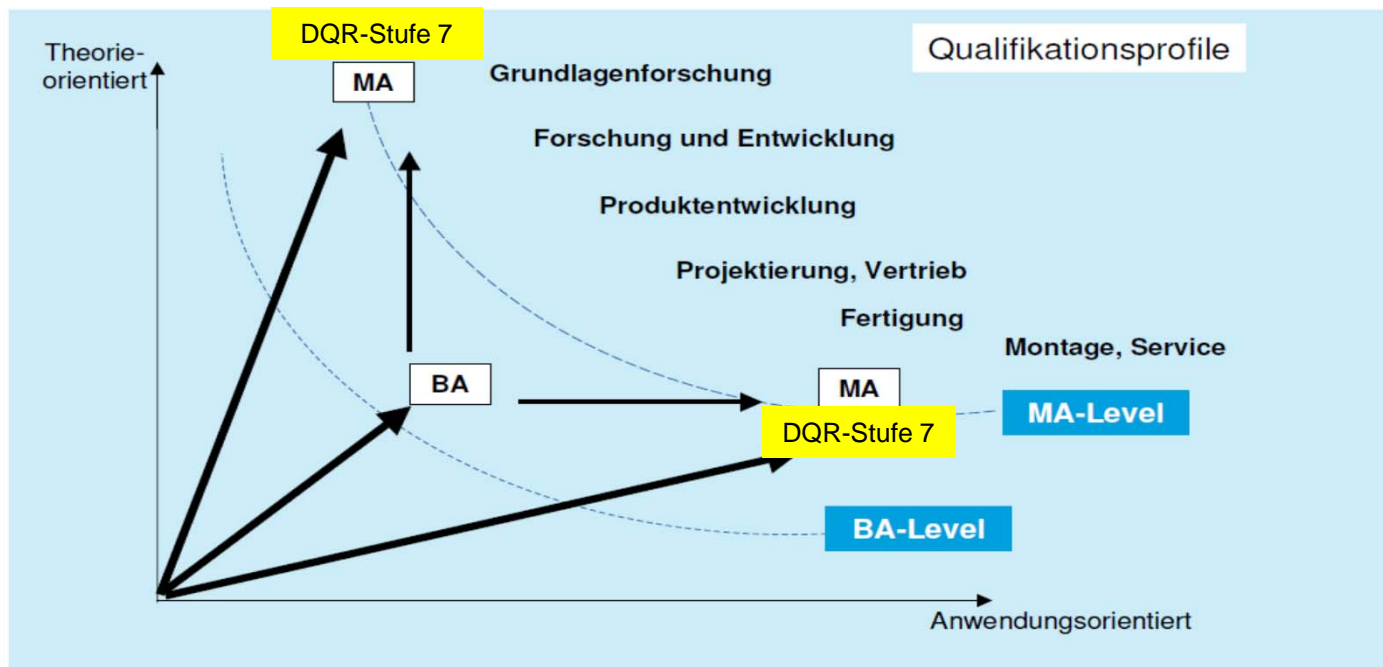 DQR-Stufe 7
Qualifikationsprofile
Theorie-
orientiert
MA
Grundlagenforschung
Forschung und Entwicklung
Produktentwicklung
Projektierung, Vertrieb
Fertigung
Montage, Service
BA
MA
MA-Level
DQR-Stufe 7
BA-Level
Anwendungsorientiert